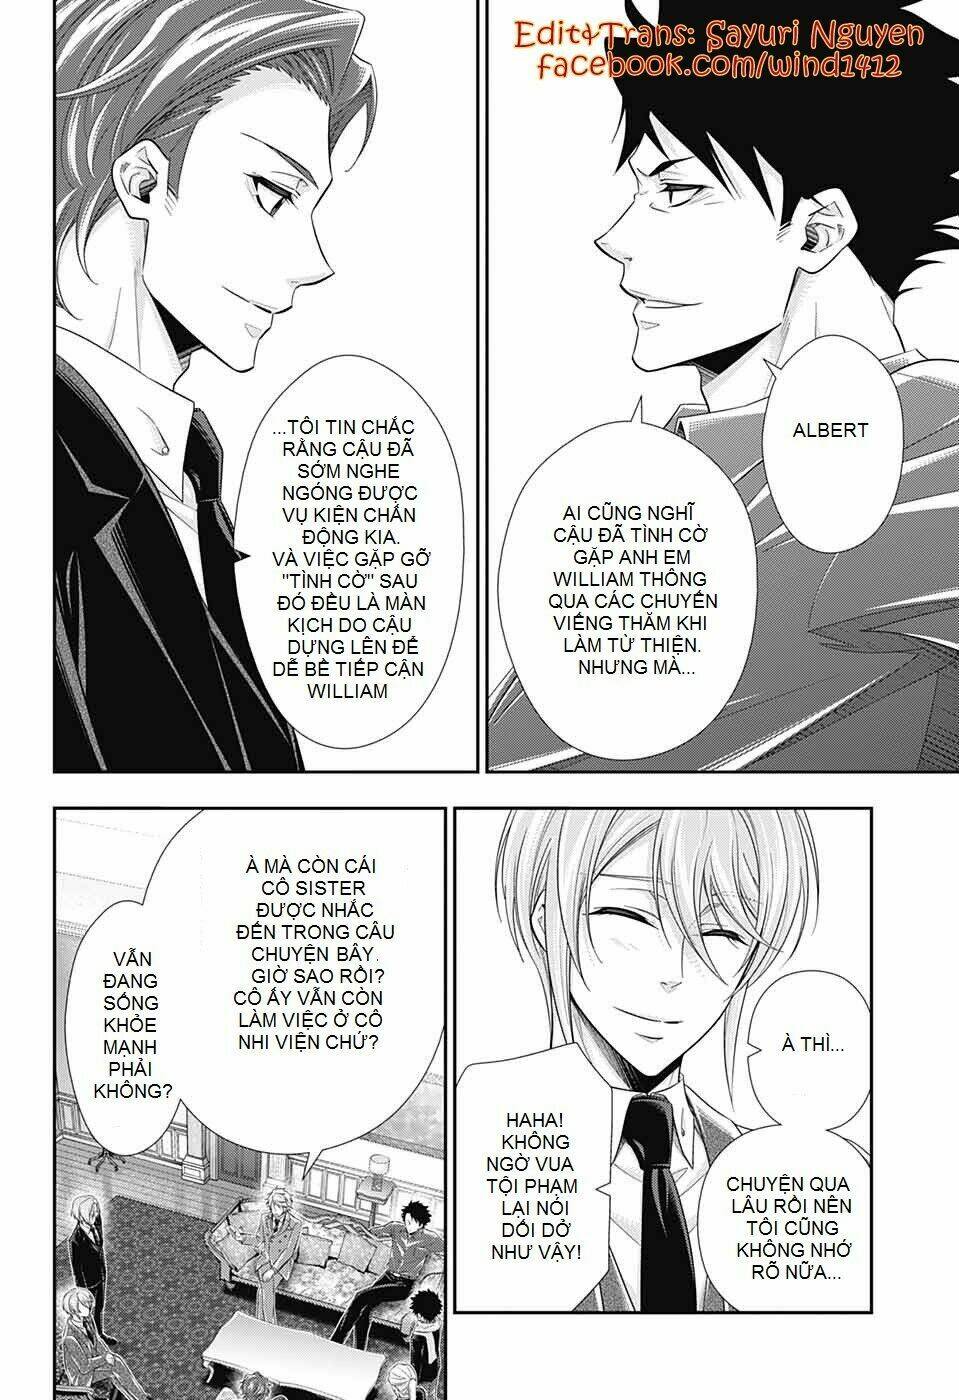 Edit&Trans: Sayuri Nguyen
facebook.com/wind1412
ALBERT
AI CŨNG NGHĨ
CẬU ĐÃ TÌNH CỜ
GẶP ANH EM
WILLIAM THÔNG
QUA CÁC CHUYẾN
VIẾNG THĂM KHI
LÀM TỪ THIỆN.
NHƯNG MÀ...
...TÔI TIN CHẮC
RẰNG CẬU ĐÃ
SỚM NGHE
NGÓNG ĐƯỢC
VỤ KIỆN CHẤN
ĐỘNG KIA.
VÀ VIỆC GẶP GỠ
"TÌNH CỜ" SAU
ĐÓ ĐỀU LÀ MÀN
KỊCH DO CẬU
DỰNG LÊN ĐỂ
DỄ BỀ TIẾP CẬN
WILLIAM
À THÌ...
CHUYỆN QUA
LÂU RỒI NÊN
TÔI CŨNG
KHÔNG NHỚ
RÕ NỮA...
HAHA!
KHÔNG
NGỜ VUA
TỘI PHẠM
LẠI NÓI
DỐI DỞ
NHƯ VẬY!
À MÀ CÒN CÁI
CÔ SISTER
ĐƯỢC NHẮC
ĐẾN TRONG CÂU
CHUYỆN BÂY.
GIỜ SAO RỒI?
CÔ ẤY VẪN CÒN
LÀM VIỆC Ở CÔ
NHI VIỆN CHỨ?
VẪN
ĐANG
SỐNG
KHỎE
MẠNH
PHẢI
KHÔNG?